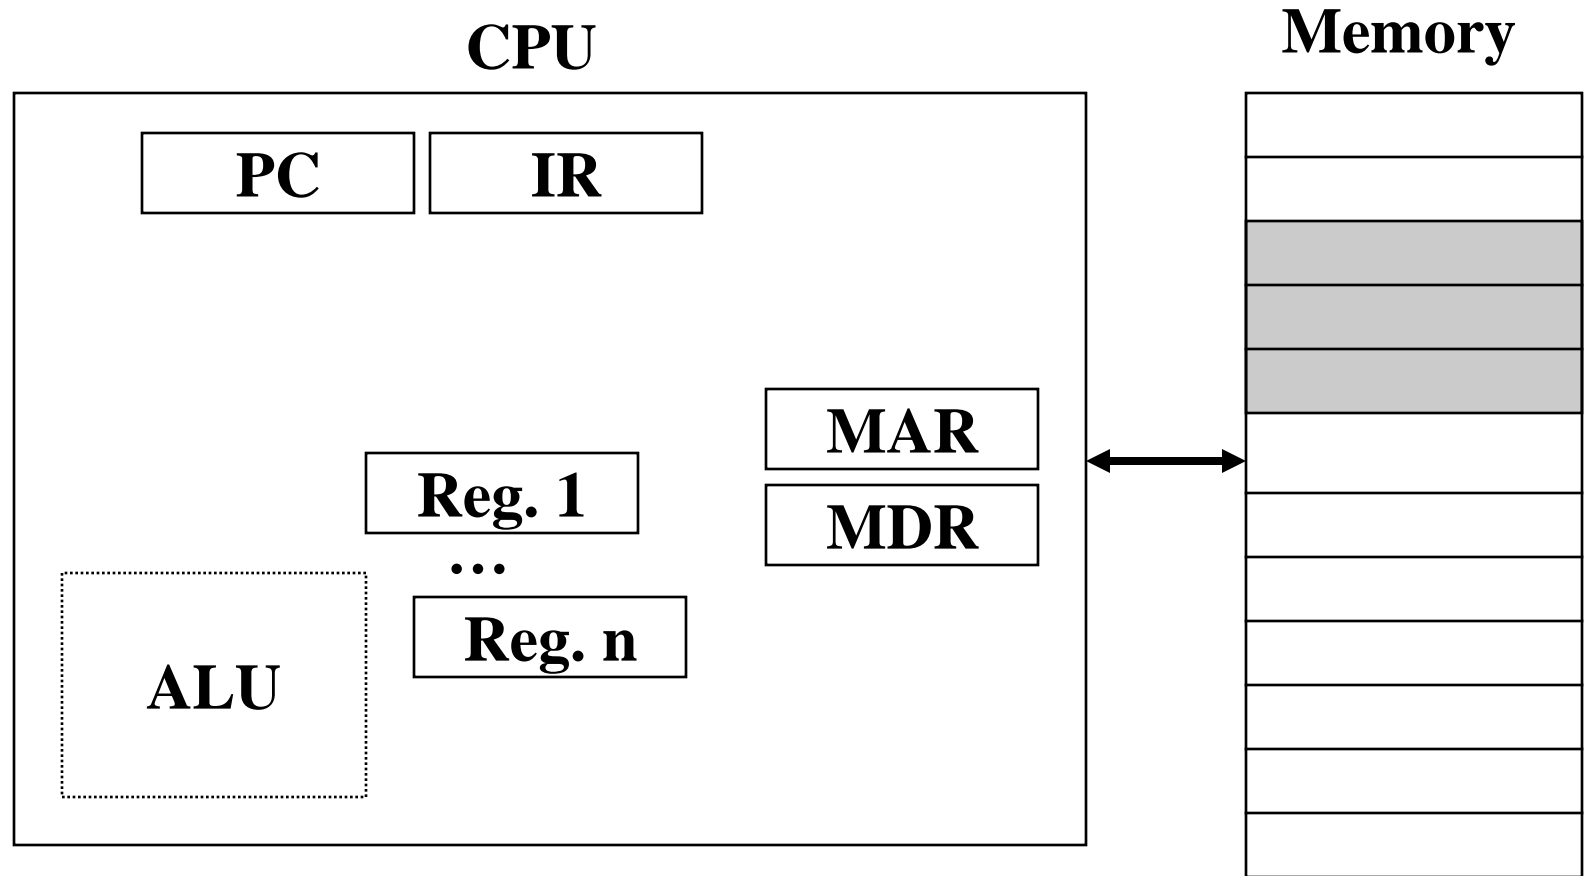 CPU
Memory
PC
IR
MAR
Reg. 1
MDR
...
Reg. n
ALU